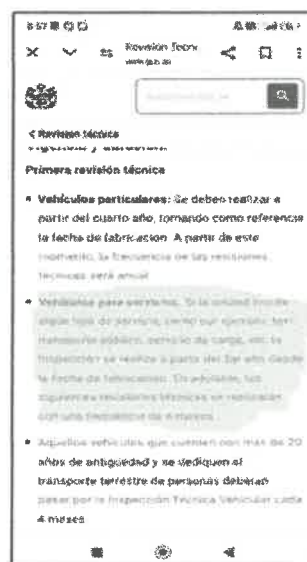 Revisión Técni
< Revisión técnica
Primera revisión técnica
• Vehículos particulares: Se deben realizar a
partir del cuarto año, tomando como referencia
la fecha de fabricación. A partir de este
momento, la frecuencia de las revisiones
técnicas será anual
• Vehículos para servicios. Si la unidad
algún tipo de servicio, como por ejemplo,
transporte público, servicio de carga, etc. la
inspección se realiza a partir del año desde
la fecha de fabricación. En adelante, las
siguientes revisiones técnicas se realizarán
con una frecuencia de 6 meses
• Aquellos vehículos que cuenten con más de 20
años de antigüedad y se dediquen al
transporte terrestre de personas deberán
pasar por la Inspección Técnica Vehicular cada
4 meses